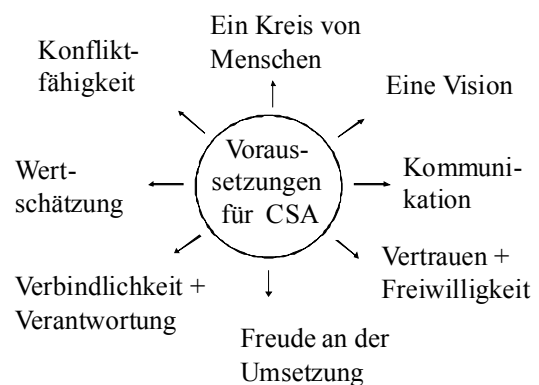 Ein Kreis von
Menschen
Eine Vision
Kommuni-
kation
Vertrauen +
Freiwilligkeit
Freude an der
Umsetzung
Verbindlichkeit +
Verantwortung
Wert-
schätzung
Konflikt-
fähigkeit
Voraus-
setzungen
für CSA